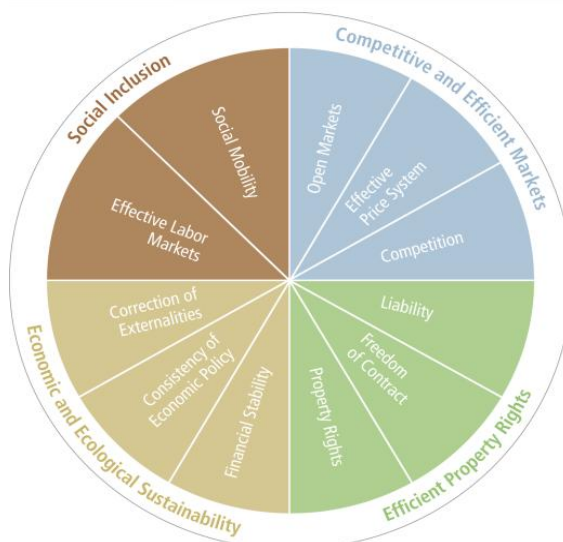 Social Inclusion
Competitive and Efficient Markets
Social Mobility
Open Markets
Effective
Price System
Effective Labor
Markets
Competition
Correction of
Externalities
Liability
Consistency of
Economic Policy
Freedom
of Contract
Financial Stability
Property Rights
Economic and Ecological Sustainability
Efficient Property Rights